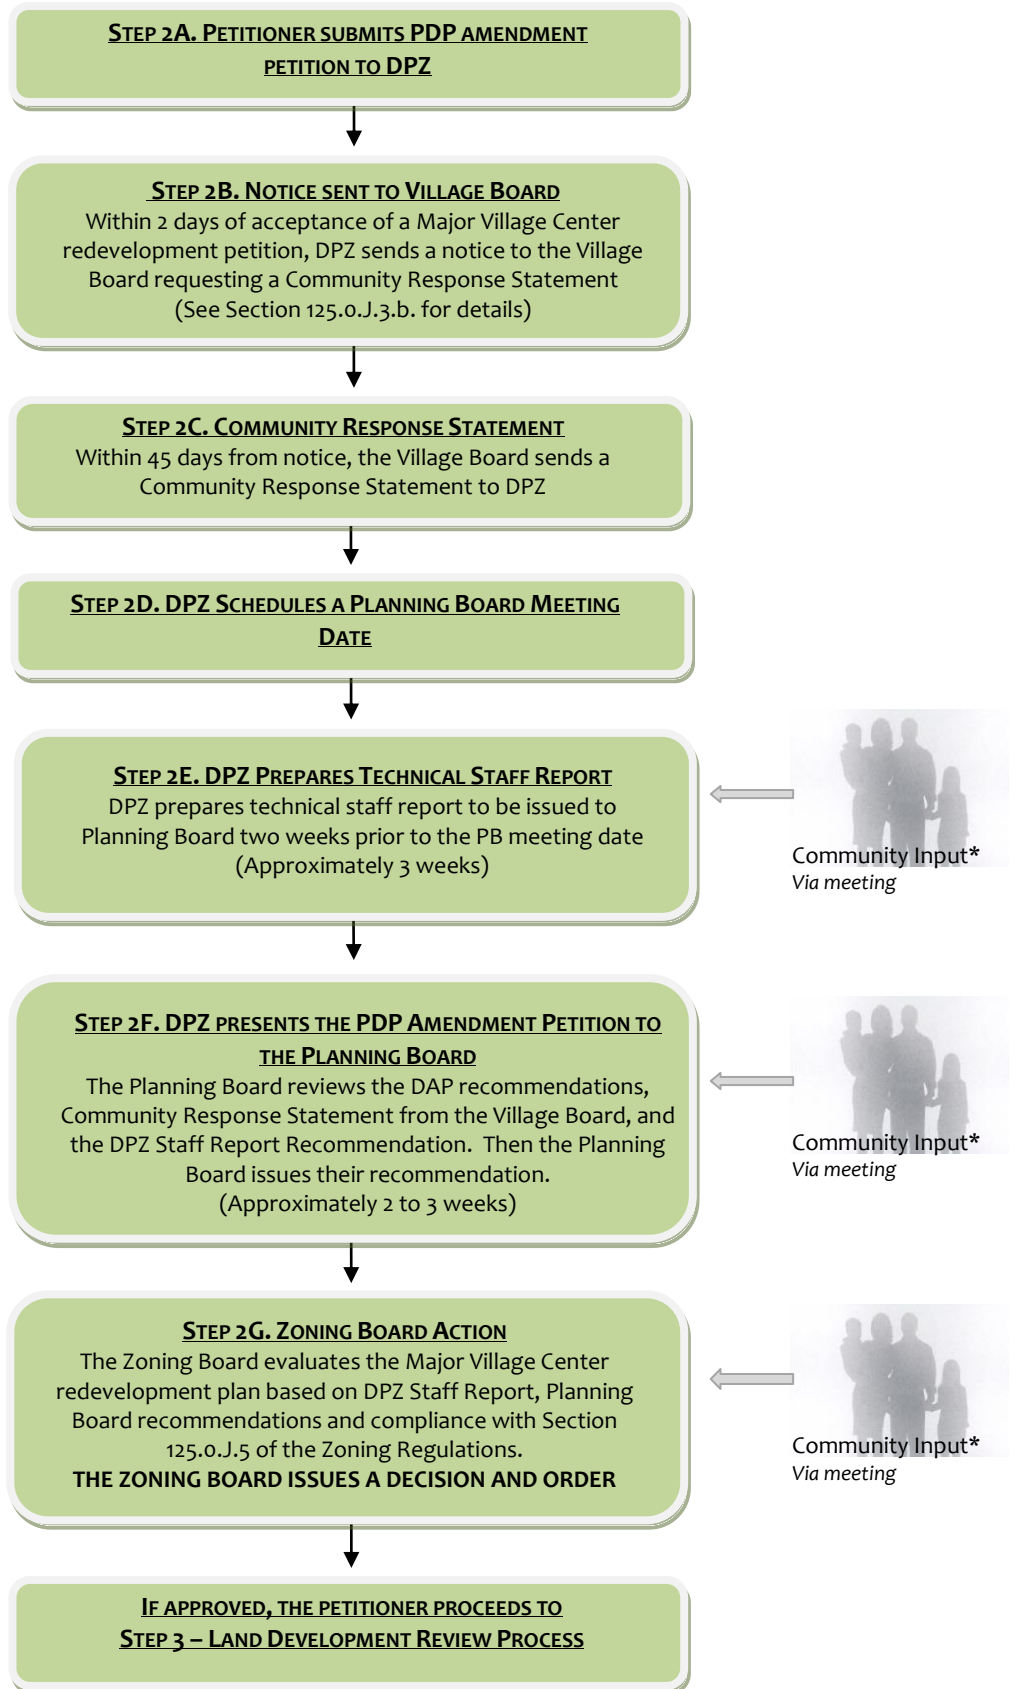 STEP 2A. PETITIONER SUBMITS PDP AMENDMENT
PETITION TO DPZ
STEP 2B. NOTICE SENT TO VILLAGE BOARD
Within 2 days of acceptance of a Major Village Center
redevelopment petition, DPZ sends a notice to the Village
Board requesting a Community Response Statement
(See Section 125.0.J.3.b. for details)
STEP 2C. COMMUNITY RESPONSE STATEMENT
Within 45 days from notice, the Village Board sends a
Community Response Statement to DPZ
STEP 2D. DPZ SCHEDULES A PLANNING BOARD MEETING
DATE
STEP 2E. DPZ PREPARES TECHNICAL STAFF REPORT
DPZ prepares technical staff report to be issued to
Planning Board two weeks prior to the PB meeting date
(Approximately 3 weeks)
Community Input*
Via meeting
STEP 2F. DPZ PRESENTS THE PDP AMENDMENT PETITION TO
THE PLANNING BOARD
The Planning Board reviews the DAP recommendations,
Community Response Statement from the Village Board, and
the DPZ Staff Report Recommendation. Then the Planning
Board issues their recommendation.
(Approximately 2 to 3 weeks)
Community Input*
Via meeting
STEP 2G. ZONING BOARD ACTION
The Zoning Board evaluates the Major Village Center
redevelopment plan based on DPZ Staff Report, Planning
Board recommendations and compliance with Section
125.0.J.5 of the Zoning Regulations.
THE ZONING BOARD ISSUES A DECISION AND ORDER
Community Input*
Via meeting
IF APPROVED, THE PETITIONER PROCEEDS TO
STEP 3 – LAND DEVELOPMENT REVIEW PROCESS